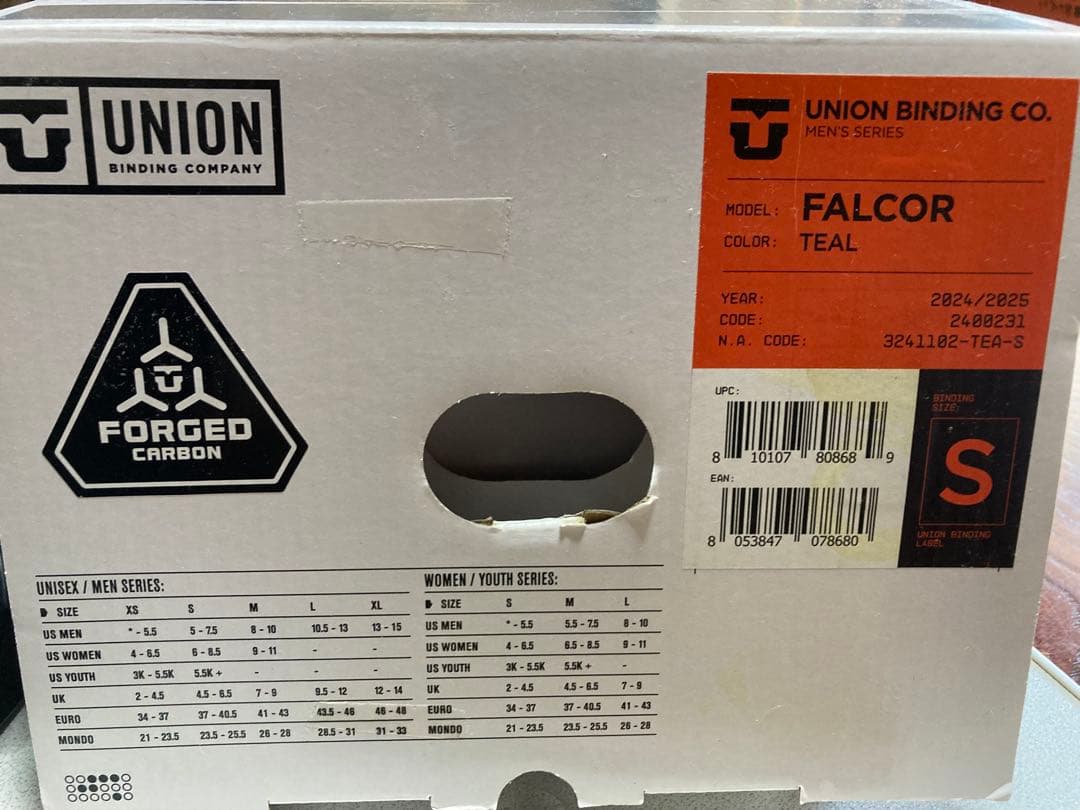 UNION
BINDING COMPANY
FORGED
CARBON
UNION BINDING CO.
MEN'S SERIES
MODEL: FALCOR
COLOR: TEAL
YEAR: 2024/2025
CODE: 2400231
N.A. CODE: 3241102-TEA-S
UPC:
8 10107 80868 9
EAN:
8 053847 078680
BINDING
SIZE:
S
UNION BINDING
LABEL
UNISEX / MEN SERIES:
SIZE XS S M L XL
US MEN * - 5.5 5 - 7.5 8 - 10 10.5 - 13 13 - 15
US WOMEN 4 - 6.5 6 - 8.5 9 - 11 - -
US YOUTH 3K - 5.5K 5.5K + - - -
UK 2 - 4.5 4.5 - 6.5 7 - 9 9.5 - 12 12 - 14
EURO 34 - 37 37 - 40.5 41 - 43 43.5 - 46 46 - 48
MONDO 21 - 23.5 23.5 - 25.5 26 - 28 28.5 - 31 31 - 33
WOMEN / YOUTH SERIES:
SIZE S M L
US MEN * - 5.5 5.5 - 7.5 8 - 10
US WOMEN 4 - 6.5 6.5 - 8.5 9 - 11
US YOUTH 3K - 5.5K 5.5K + -
UK 2 - 4.5 4.5 - 6.5 7 - 9
EURO 34 - 37 37 - 40.5 41 - 43
MONDO 21 - 23.5 23.5 - 25.5 26 - 28